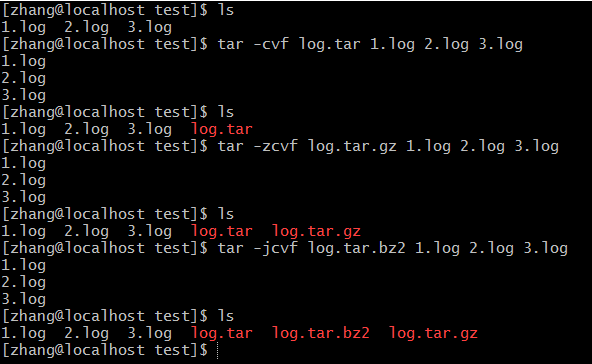 [zhang@localhost test]$ ls
1.log  2.log  3.log
[zhang@localhost test]$ tar -cvf log.tar 1.log 2.log 3.log
1.log
2.log
3.log
[zhang@localhost test]$ ls
1.log  2.log  3.log  log.tar
[zhang@localhost test]$ tar -zcvf log.tar.gz 1.log 2.log 3.log
1.log
2.log
3.log
[zhang@localhost test]$ ls
1.log  2.log  3.log  log.tar  log.tar.gz
[zhang@localhost test]$ tar -jcvf log.tar.bz2 1.log 2.log 3.log
1.log
2.log
3.log
[zhang@localhost test]$ ls
1.log  2.log  3.log  log.tar  log.tar.bz2  log.tar.gz
[zhang@localhost test]$